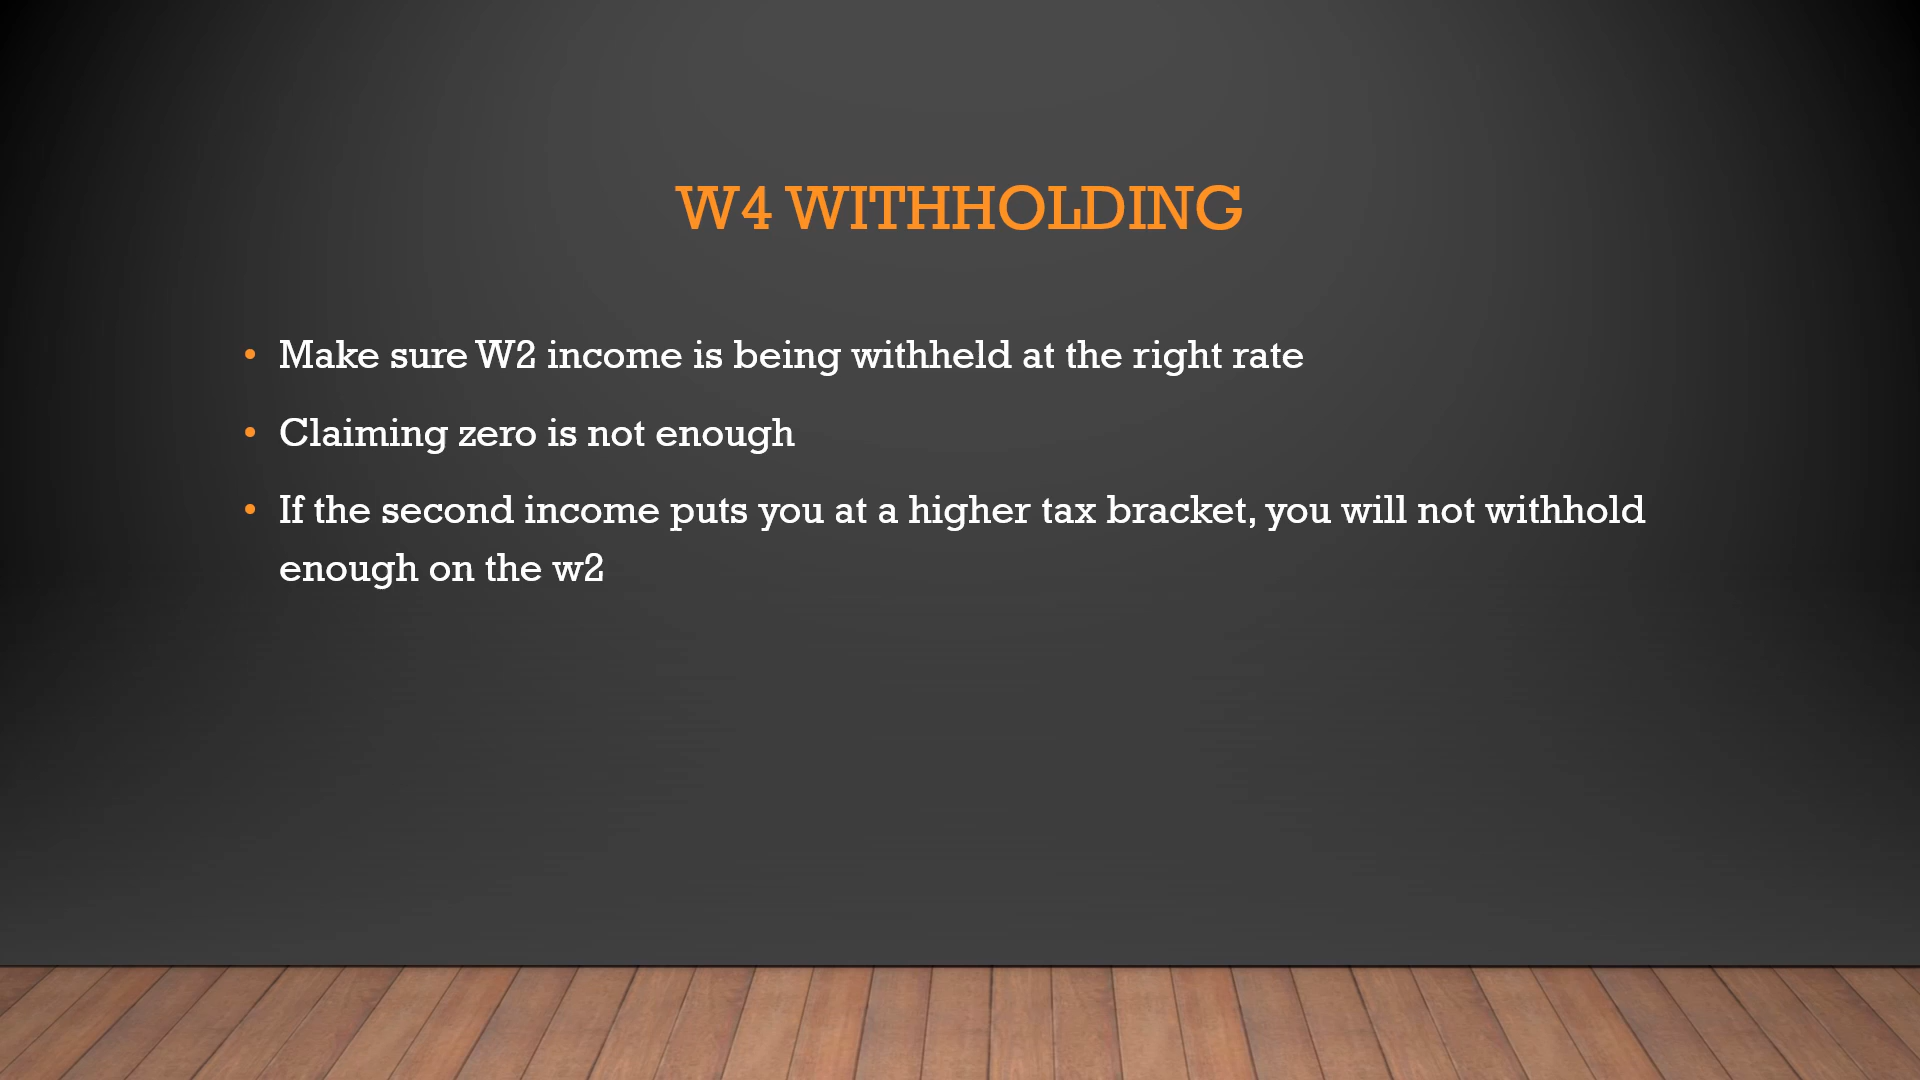 W4 WITHHOLDING
• Make sure W2 income is being withheld at the right rate
• Claiming zero is not enough
• If the second income puts you at a higher tax bracket, you will not withhold
enough on the w2